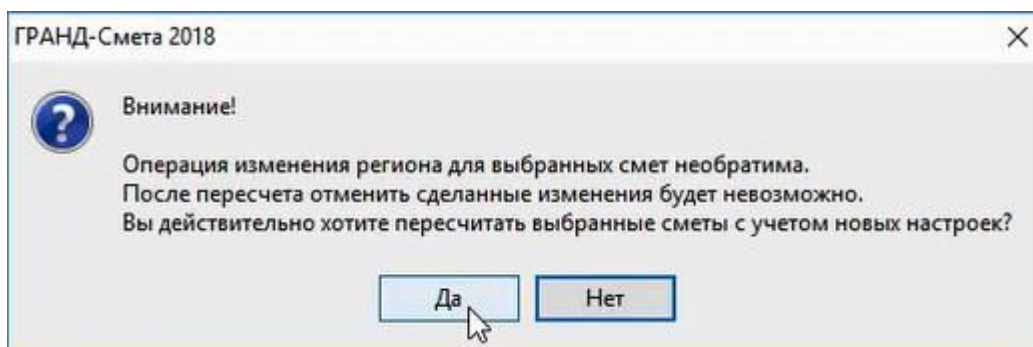 ГРАНД-Смета 2018
Внимание!
Операция изменения региона для выбранных смет необратима.
После пересчета отменить сделанные изменения будет невозможно.
Вы действительно хотите пересчитать выбранные сметы с учетом новых настроек?
Да
Нет